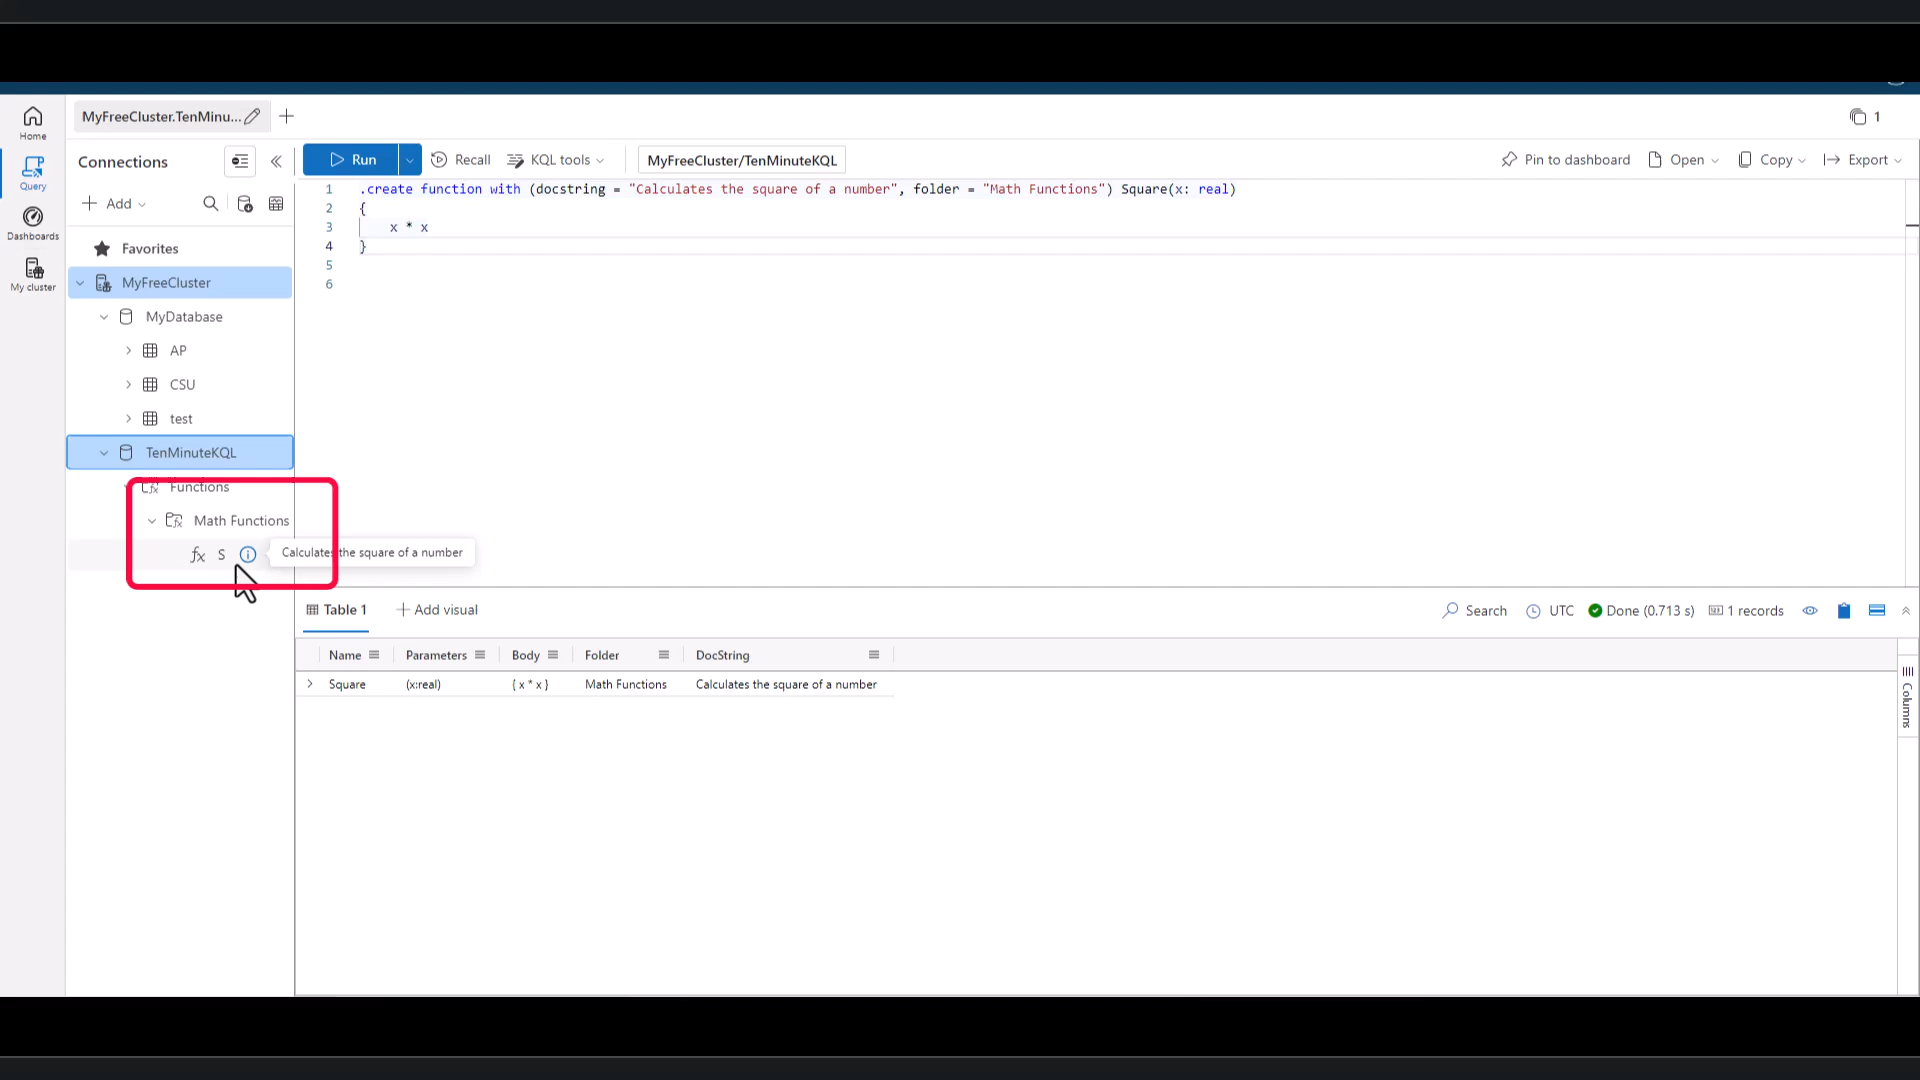 MyFreeCluster.TenMinu...
1
Home
Query
Dashboards
My cluster
Connections
Add
Favorites
MyFreeCluster
MyDatabase
AP
CSU
test
TenMinuteKQL
Functions
Math Functions
fx S
Calculates the square of a number
Run Recall KQL tools MyFreeCluster/TenMinuteKQL Pin to dashboard Open Copy Export
1 .create function with (docstring = "Calculates the square of a number", folder = "Math Functions") Square(x: real)
2 {
3 x * x
4 }
5
6
Table 1 Add visual Search UTC Done (0.713 s) 1 records
Name Parameters Body Folder DocString
Square (x:real) { x * x } Math Functions Calculates the square of a number
Columns